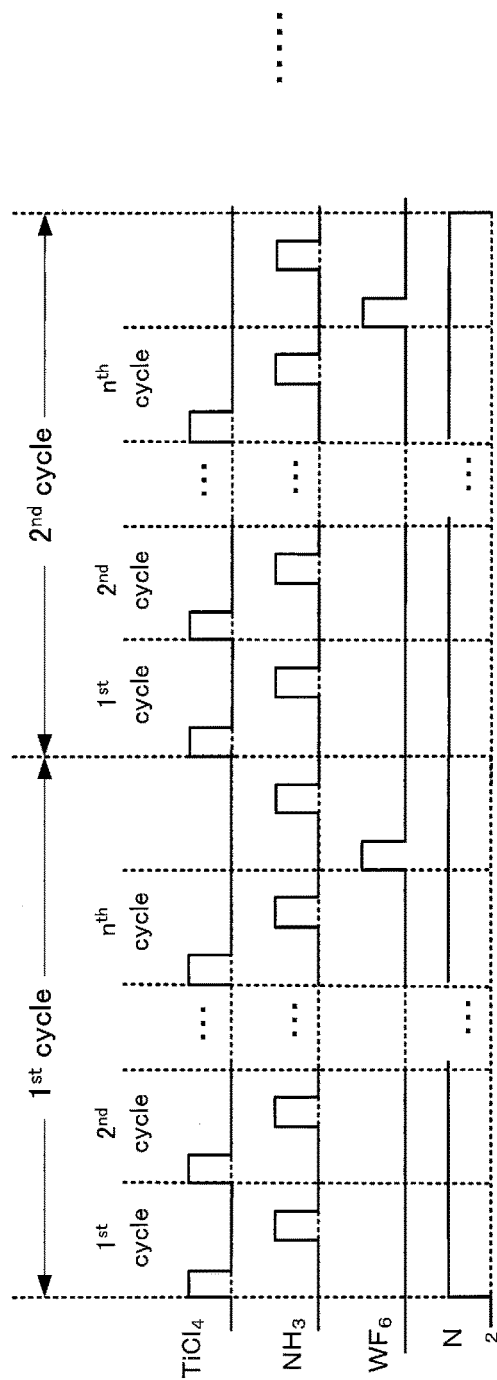 1st cycle
2nd cycle
1st cycle
2nd cycle
nth cycle
1st cycle
2nd cycle
nth cycle
TiCl4
... ...
NH3
... ...
WF6
N2
... ...
.....